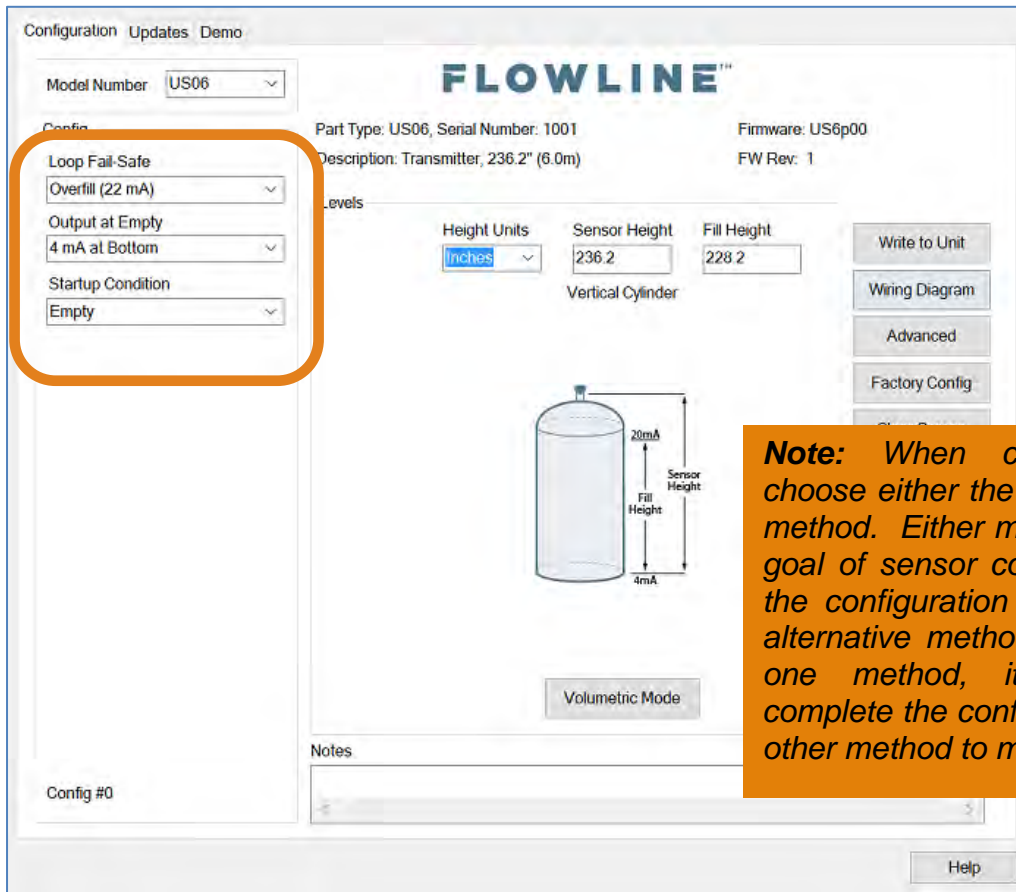 Configuration Updates Demo
Model Number US06
FLOWLINE™
Config
Part Type: US06, Serial Number: 1001
Firmware: US6p00
Loop Fail-Safe
Description: Transmitter, 236.2" (6.0m)
FW Rev: 1
Overfill (22 mA)
Levels
Output at Empty
4 mA at Bottom
Height Units
Sensor Height
Fill Height
Inches
236.2
228.2
Write to Unit
Startup Condition
Empty
Vertical Cylinder
Wiring Diagram
Advanced
Factory Config
20mA
Sensor
Height
Fill
Height
4mA
Note: When
choose either the
method. Either
goal of sensor
the configuration
alternative
one method,
complete the
other method to
Volumetric Mode
Notes
Config #0
Help